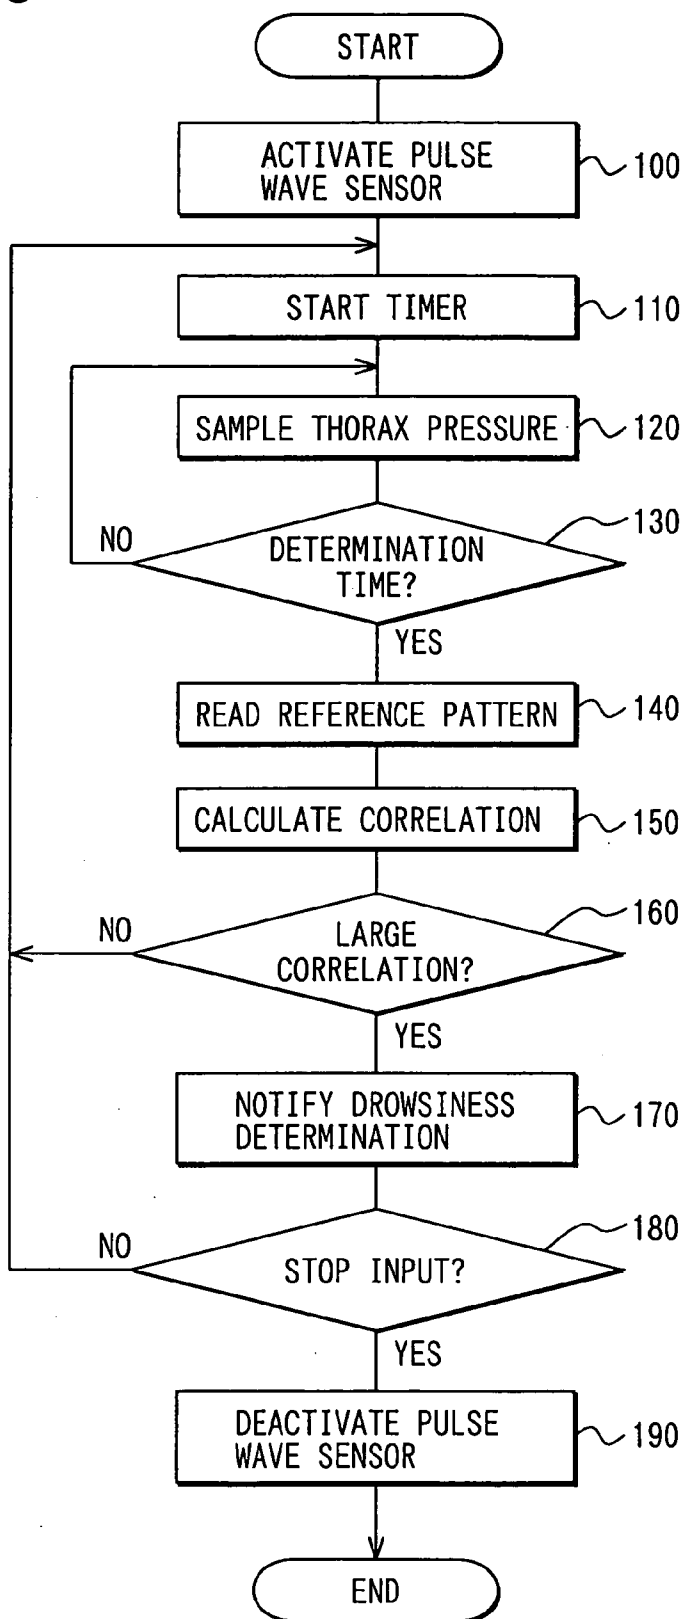 START
ACTIVATE PULSE
WAVE SENSOR
100
START TIMER
110
SAMPLE THORAX PRESSURE
120
130
NO
DETERMINATION
TIME?
YES
READ REFERENCE PATTERN
140
CALCULATE CORRELATION
150
160
NO
LARGE
CORRELATION?
YES
NOTIFY DROWSINESS
DETERMINATION
170
180
NO
STOP INPUT?
YES
DEACTIVATE PULSE
WAVE SENSOR
190
END